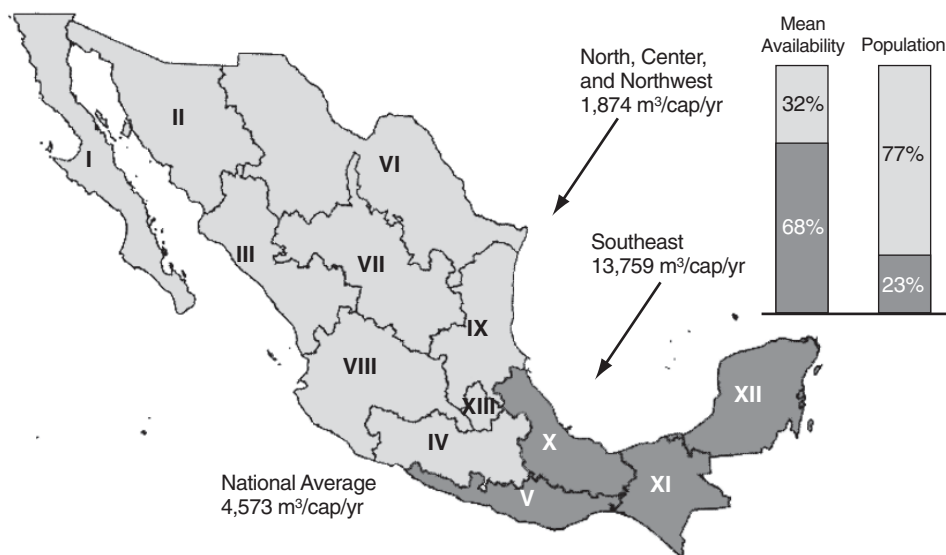 Mean
Availability
Population
North, Center,
and Northwest
1,874 m³/cap/yr
32%
77%
68%
23%
Southeast
13,759 m³/cap/yr
I
II
VI
III
VII
IX
VIII
XIII
XII
IV
X
V
XI
National Average
4,573 m³/cap/yr